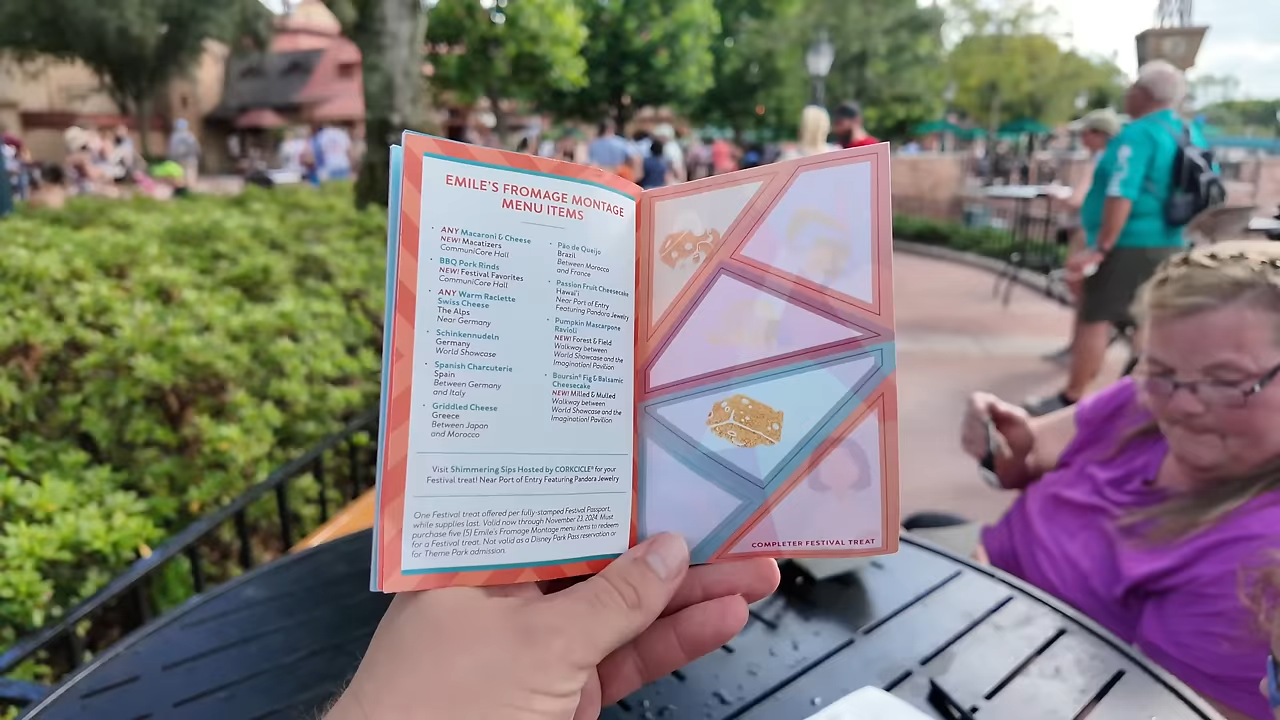 EMILE'S FROMAGE MONTAGE
MENU ITEMS
• ANY Macaroni & Cheese
NEW! Macatizers
CommuniCore Hall
• BBQ Pork Rinds
NEW! Festival Favorites
CommuniCore Hall
• ANY Warm Raclette
Swiss Cheese
The Alps
Near Germany
• Schinkennudeln
Germany
World Showcase
• Spanish Charcuterie
Spain
Between Germany
and Italy
• Griddled Cheese
Greece
Between Japan
and Morocco
• Pão de Queijo
Brazil
Between Morocco
and France
• Passion Fruit Cheesecake
Hawai'i
Near Port of Entry
Featuring Pandora Jewelry
• Pumpkin Mascarpone
Ravioli
NEW! Forest & Field
Walkway between
World Showcase and the
Imagination! Pavilion
• Boursin® Fig & Balsamic
Cheesecake
NEW! Milled & Mulled
Walkway between
World Showcase and the
Imagination! Pavilion
Visit Shimmering Sips Hosted by CORKCICLE® for your
Festival treat! Near Port of Entry Featuring Pandora Jewelry
One Festival treat offered per fully-stamped Festival Passport,
while supplies last. Valid now through November 23, 2024. Must
purchase five (5) Emile's Fromage Montage menu items to redeem
for a Festival treat. Not valid as a Disney Park Pass reservation or
for Theme Park admission.
COMPLETER FESTIVAL TREAT